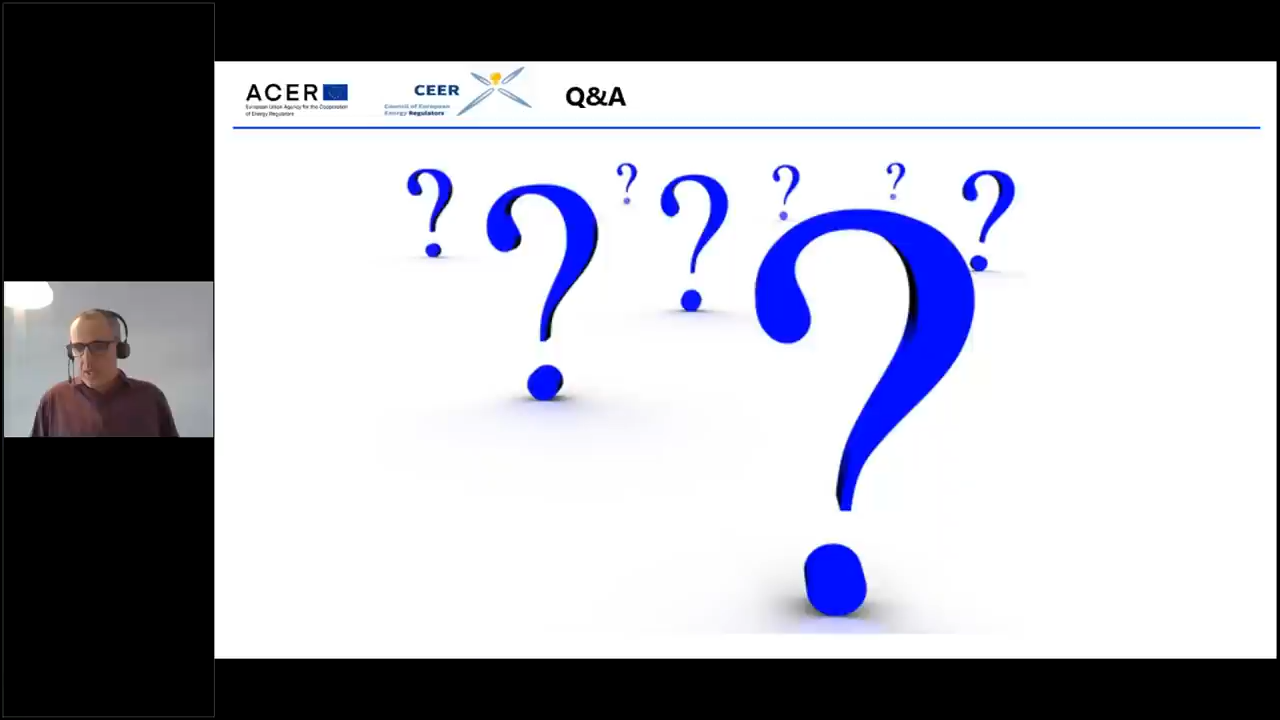 ACER
European Union Agency for the Cooperation
of Energy Regulators
CEER
Council of European
Energy Regulators
Q&A
? ? ? ? ? ? ? ?